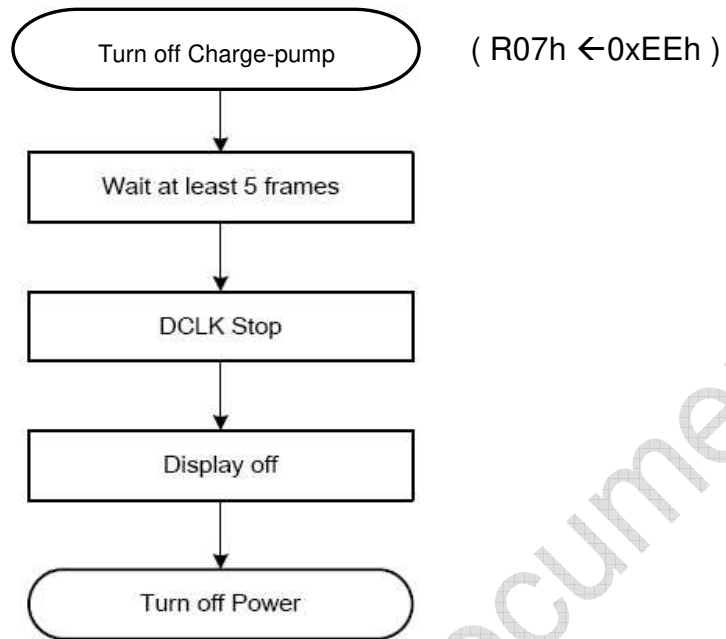 Turn off Charge-pump ( R07h ←0xEEh )
Wait at least 5 frames
DCLK Stop
Display off
Turn off Power